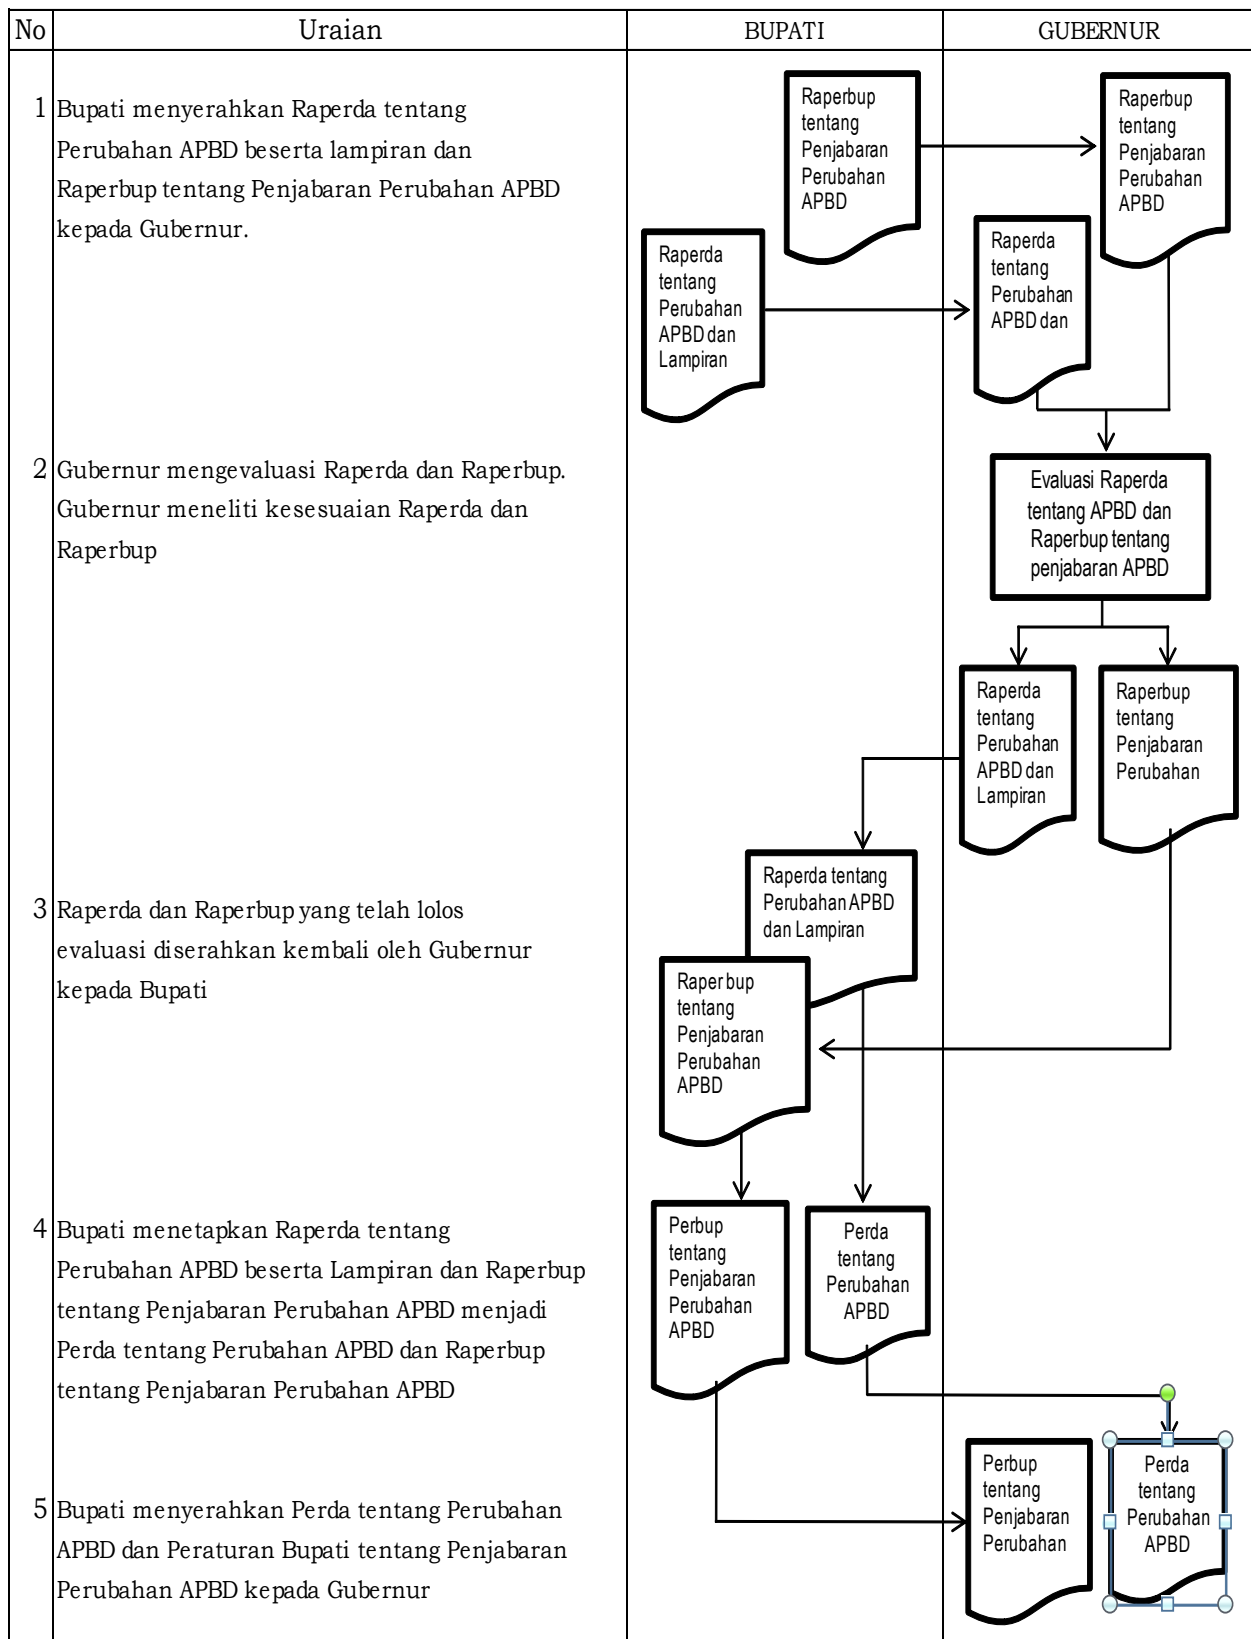 No Uraian BUPATI GUBERNUR
1 Bupati menyerahkan Raperda tentang
Perubahan APBD beserta lampiran dan
Raperbup tentang Penjabaran Perubahan APBD
kepada Gubernur.
Raperbup
tentang
Penjabaran
Perubahan
APBD
Raperbup
tentang
Penjabaran
Perubahan
APBD
Raperda
tentang
Perubahan
APBD dan
Lampiran
Raperda
tentang
Perubahan
APBD dan
2 Gubernur mengevaluasi Raperda dan Raperbup.
Gubernur meneliti kesesuaian Raperda dan
Raperbup
Evaluasi Raperda
tentang APBD dan
Raperbup tentang
penjabaran APBD
Raperda
tentang
Perubahan
APBD dan
Lampiran
Raperbup
tentang
Penjabaran
Perubahan
3 Raperda dan Raperbup yang telah lolos
evaluasi diserahkan kembali oleh Gubernur
kepada Bupati
Raperda tentang
Perubahan APBD
dan Lampiran
Raper bup
tentang
Penjabaran
Perubahan
APBD
4 Bupati menetapkan Raperda tentang
Perubahan APBD beserta Lampiran dan Raperbup
tentang Penjabaran Perubahan APBD menjadi
Perda tentang Perubahan APBD dan Raperbup
tentang Penjabaran Perubahan APBD
Perbup
tentang
Penjabaran
Perubahan
APBD
Perda
tentang
Perubahan
APBD
5 Bupati menyerahkan Perda tentang Perubahan
APBD dan Peraturan Bupati tentang Penjabaran
Perubahan APBD kepada Gubernur
Perbup
tentang
Penjabaran
Perubahan
Perda
tentang
Perubahan
APBD